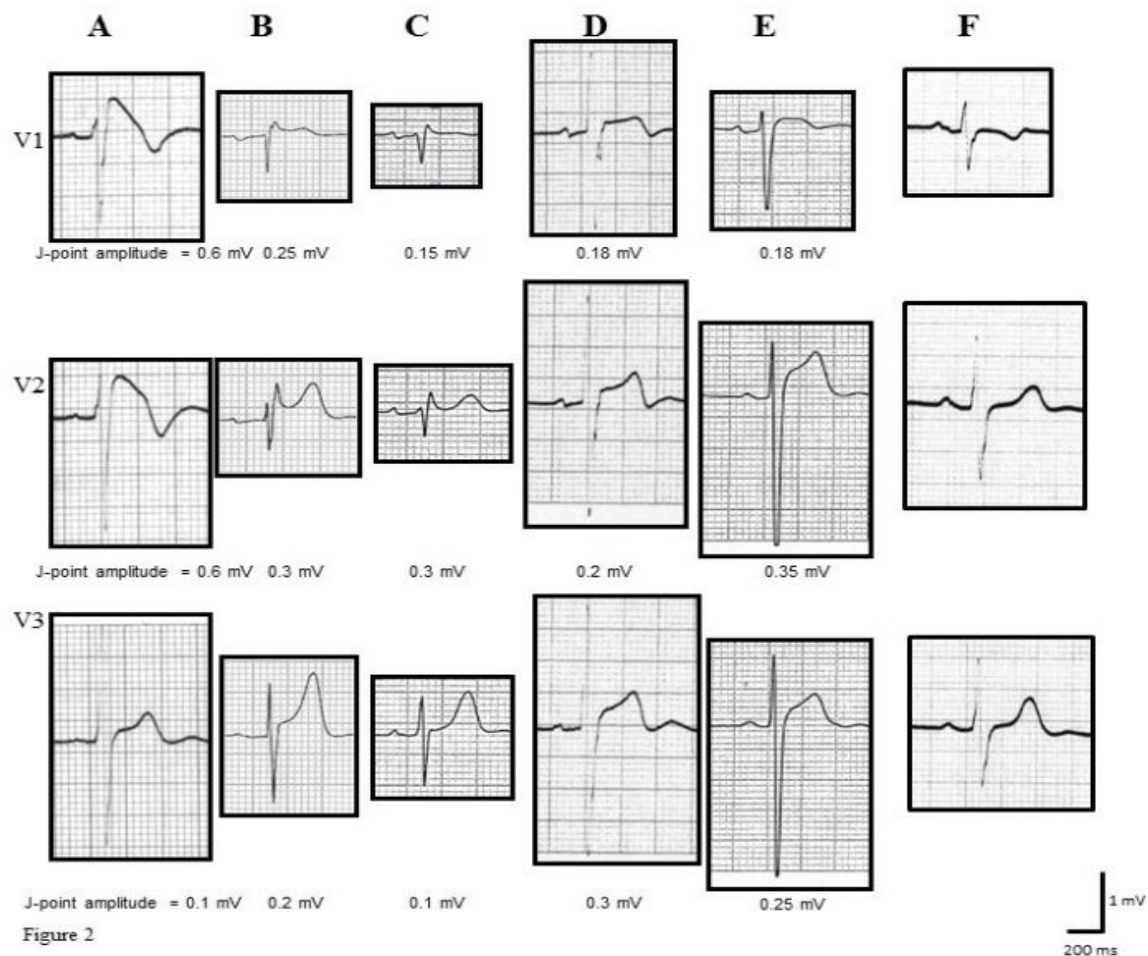 A B C D E F
V1
J-point amplitude = 0.6 mV 0.25 mV 0.15 mV 0.18 mV 0.18 mV
V2
J-point amplitude = 0.6 mV 0.3 mV 0.3 mV 0.2 mV 0.35 mV
V3
J-point amplitude = 0.1 mV 0.2 mV 0.1 mV 0.3 mV 0.25 mV
1 mV
Figure 2
200 ms